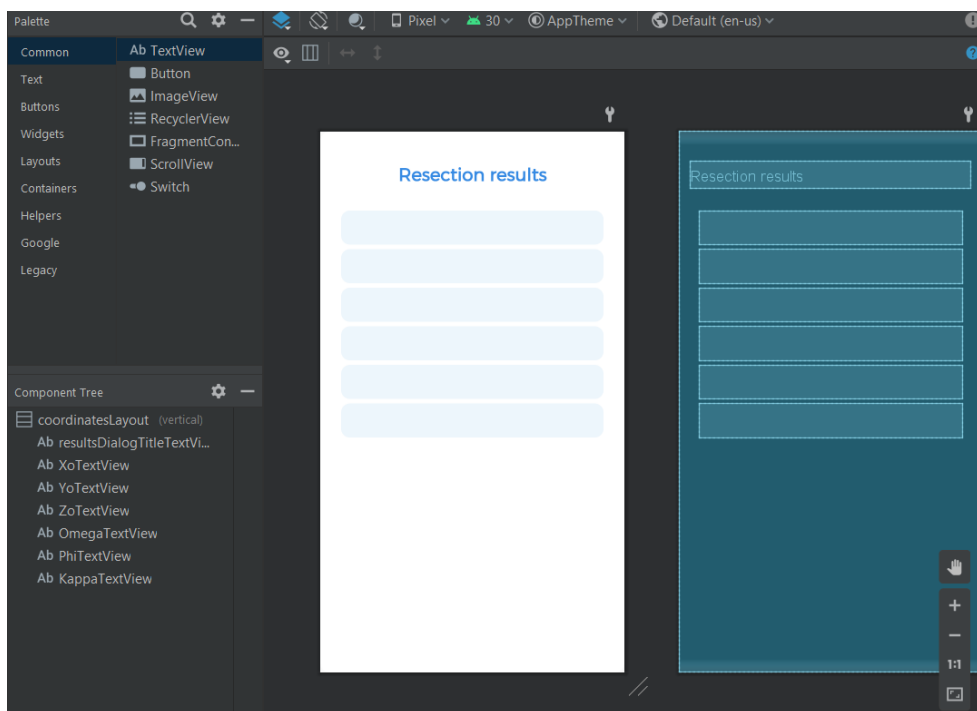 Palette
Pixel 30 AppTheme Default (en-us)
Common
Text
Buttons
Widgets
Layouts
Containers
Helpers
Google
Legacy
Ab TextView
Button
ImageView
RecyclerView
FragmentCon...
ScrollView
Switch
Component Tree
coordinatesLayout (vertical)
Ab resultsDialogTitleTextVi...
Ab XoTextView
Ab YoTextView
Ab ZoTextView
Ab OmegaTextView
Ab PhiTextView
Ab KappaTextView
Resection results
Resection results
1:1